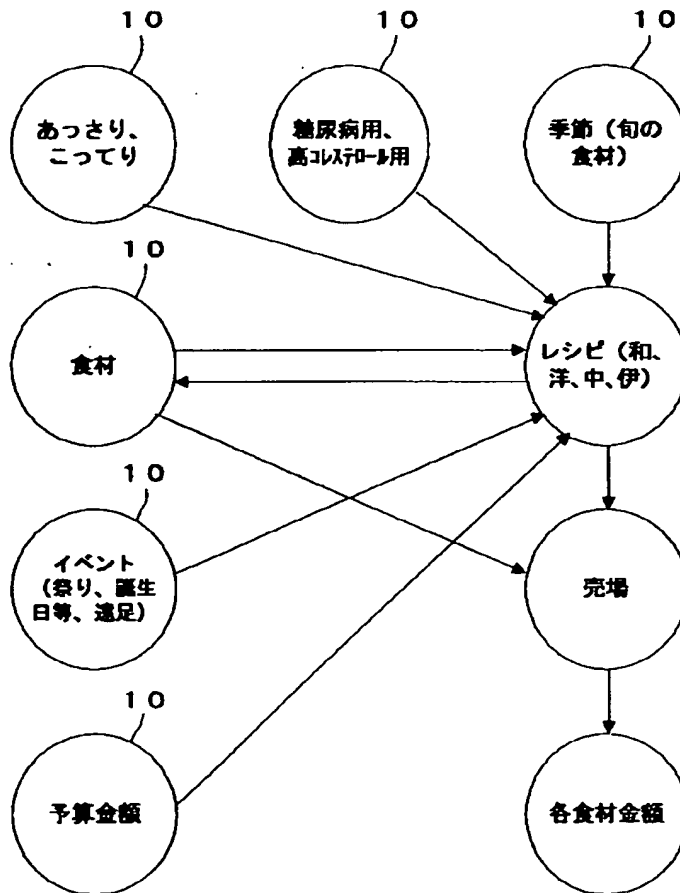 10
10
10
あっさり、
こってり
糖尿病用、
高コレステロール用
季節（旬の
食材）
10
食材
レシピ（和、
洋、中、伊）
10
イベント
（祭り、誕生
日等、遠足）
売場
10
予算金額
各食材金額